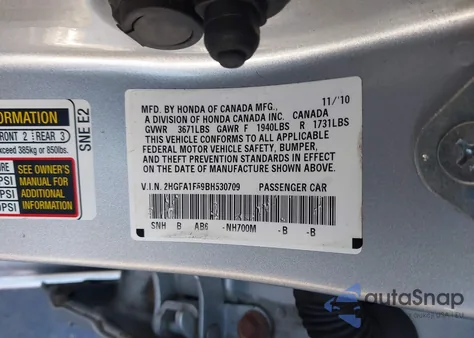 ORMATION
FRONT 2 REAR 3
exceed 385kg or 850lbs.
PSI SEE OWNER'S
PSI MANUAL FOR
0PSI ADDITIONAL
INFORMATION
SNE E2
11/'10
MFD. BY HONDA OF CANADA MFG.,
A DIVISION OF HONDA CANADA INC. CANADA
GVWR 3671LBS GAWR F 1940LBS R 1731LBS
THIS VEHICLE CONFORMS TO ALL APPLICABLE
FEDERAL MOTOR VEHICLE SAFETY, BUMPER,
AND THEFT PREVENTION STANDARDS IN EFFECT
ON THE DATE OF MANUFACTURE SHOWN ABOVE.
V.I.N. 2HGFA1F59BH530709 PASSENGER CAR
SNH B AB6 -NH700M -B -B
autoSnap